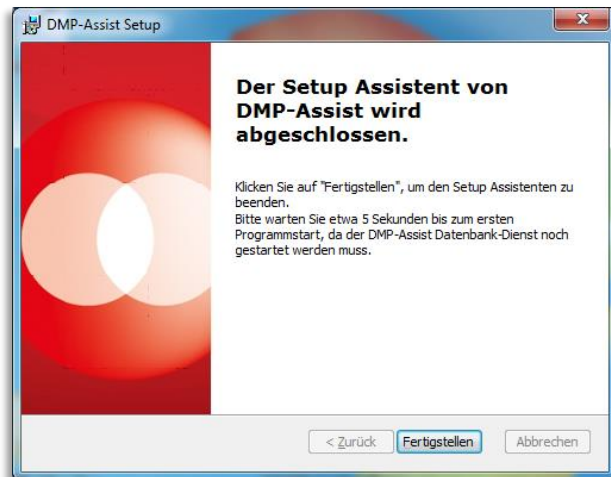 DMP-Assist Setup
Der Setup Assistent von
DMP-Assist wird
abgeschlossen.
Klicken Sie auf "Fertigstellen", um den Setup Assistenten zu
beenden.
Bitte warten Sie etwa 5 Sekunden bis zum ersten
Programmstart, da der DMP-Assist Datenbank-Dienst noch
gestartet werden muss.
< Zurück Fertigstellen Abbrechen